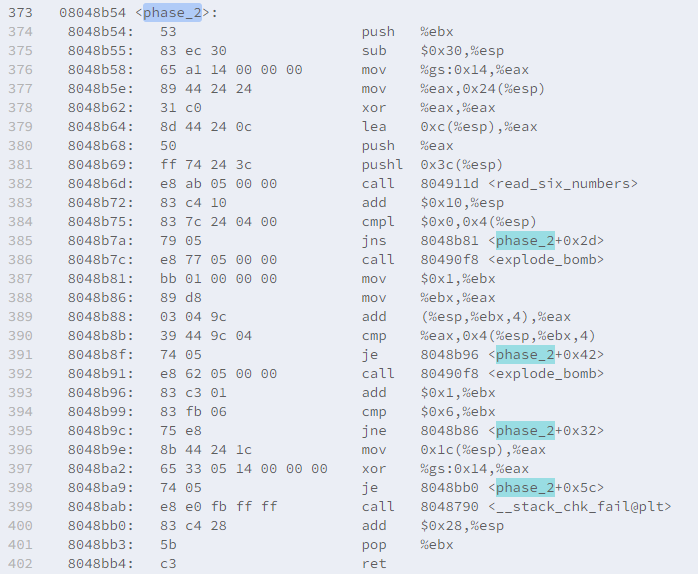 373 08048b54 <phase_2>:
374 8048b54: 53 push %ebx
375 8048b55: 83 ec 30 sub $0x30,%esp
376 8048b58: 65 a1 14 00 00 00 mov %gs:0x14,%eax
377 8048b5e: 89 44 24 24 mov %eax,0x24(%esp)
378 8048b62: 31 c0 xor %eax,%eax
379 8048b64: 8d 44 24 0c lea 0xc(%esp),%eax
380 8048b68: 50 push %eax
381 8048b69: ff 74 24 3c pushl 0x3c(%esp)
382 8048b6d: e8 ab 05 00 00 call 804911d <read_six_numbers>
383 8048b72: 83 c4 10 add $0x10,%esp
384 8048b75: 83 7c 24 04 00 cmpl $0x0,0x4(%esp)
385 8048b7a: 79 05 jns 8048b81 <phase_2+0x2d>
386 8048b7c: e8 77 05 00 00 call 80490f8 <explode_bomb>
387 8048b81: bb 01 00 00 00 mov $0x1,%ebx
388 8048b86: 89 d8 mov %ebx,%eax
389 8048b88: 03 04 9c add (%esp,%ebx,4),%eax
390 8048b8b: 39 44 9c 04 cmp %eax,0x4(%esp,%ebx,4)
391 8048b8f: 74 05 je 8048b96 <phase_2+0x42>
392 8048b91: e8 62 05 00 00 call 80490f8 <explode_bomb>
393 8048b96: 83 c3 01 add $0x1,%ebx
394 8048b99: 83 fb 06 cmp $0x6,%ebx
395 8048b9c: 75 e8 jne 8048b86 <phase_2+0x32>
396 8048b9e: 8b 44 24 1c mov 0x1c(%esp),%eax
397 8048ba2: 65 33 05 14 00 00 00 xor %gs:0x14,%eax
398 8048ba9: 74 05 je 8048bb0 <phase_2+0x5c>
399 8048bab: e8 e0 fb ff ff call 8048790 <__stack_chk_fail@plt>
400 8048bb0: 83 c4 28 add $0x28,%esp
401 8048bb3: 5b pop %ebx
402 8048bb4: c3 ret